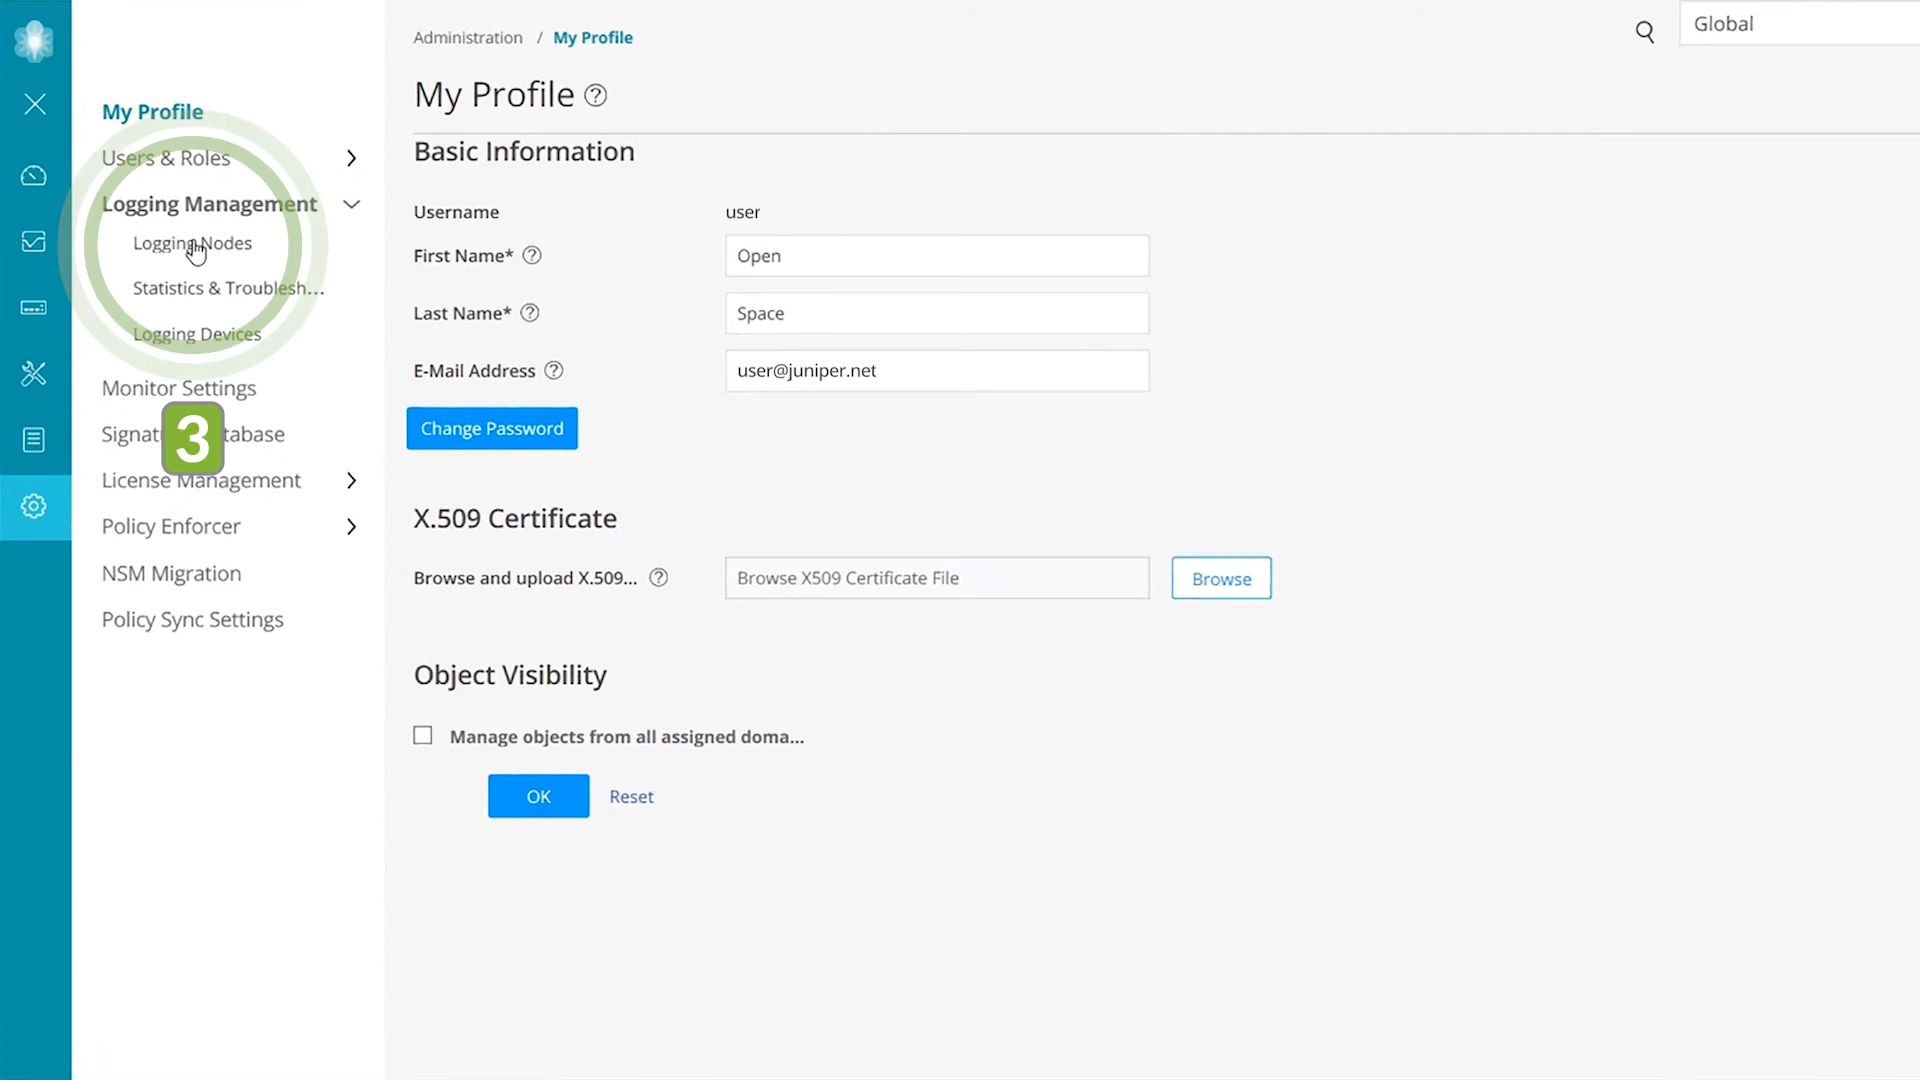 Administration / My Profile
Global
My Profile
My Profile
Users & Roles
Logging Management
Logging Nodes
Statistics & Troublesh...
Logging Devices
Monitor Settings
Signat tabase
3
License Management
Policy Enforcer
NSM Migration
Policy Sync Settings
Basic Information
Username user
First Name* Open
Last Name* Space
E-Mail Address user@juniper.net
Change Password
X.509 Certificate
Browse and upload X.509... Browse X509 Certificate File Browse
Object Visibility
Manage objects from all assigned doma...
OK Reset